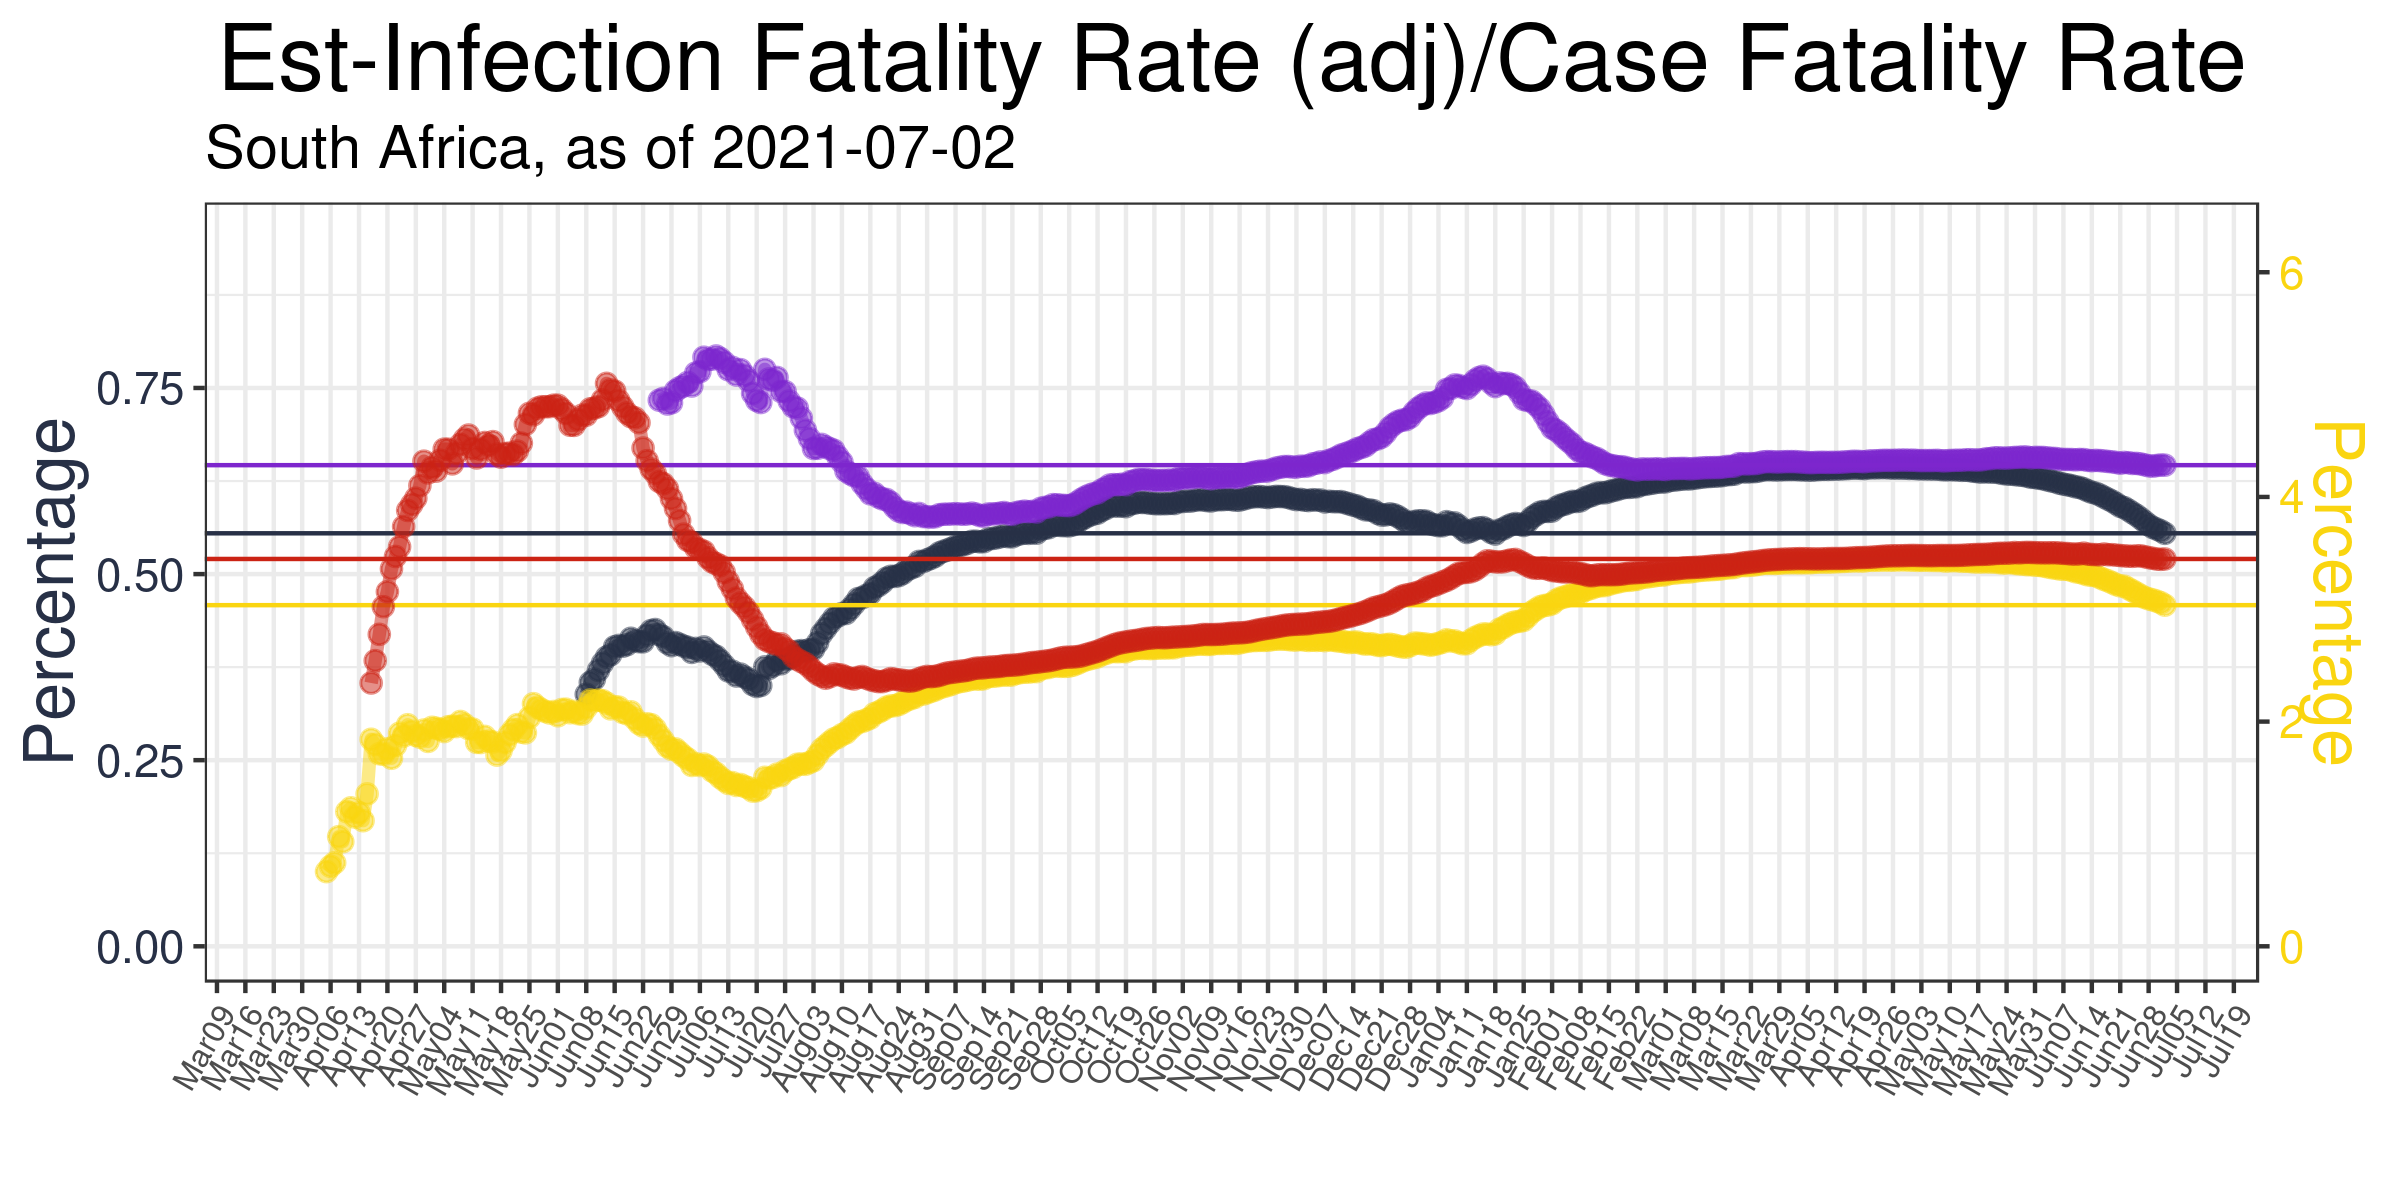 Est-Infection Fatality Rate (adj)/Case Fatality Rate
South Africa, as of 2021-07-02
Percentage
0.75
0.50
0.25
0.00
6
4
2
0
Percentage
Mar09
Mar16
Mar23
Mar30
Apr06
Apr13
Apr20
Apr27
May04
May11
May18
May25
Jun01
Jun08
Jun15
Jun22
Jun29
Jul06
Jul13
Jul20
Jul27
Aug03
Aug10
Aug17
Aug24
Aug31
Sep07
Sep14
Sep21
Sep28
Oct05
Oct12
Oct19
Oct26
Nov02
Nov09
Nov16
Nov23
Nov30
Dec07
Dec14
Dec21
Dec28
Jan04
Jan11
Jan18
Jan25
Feb01
Feb08
Feb15
Feb22
Mar01
Mar08
Mar15
Mar22
Mar29
Apr05
Apr12
Apr19
Apr26
May03
May10
May17
May24
May31
Jun07
Jun14
Jun21
Jun28
Jul05
Jul12
Jul19